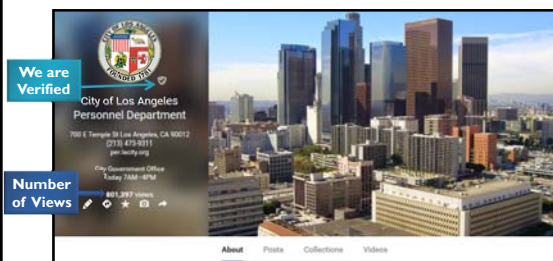 CITY OF LOS ANGELES
FOUNDED 1781
We are
Verified
City of Los Angeles
Personnel Department
700 E Temple St Los Angeles, CA 90012
(213) 473-9311
per.lacity.org
City Government Office
Today 7AM–4PM
Number
of Views
801,397 views
About Posts Collections Videos